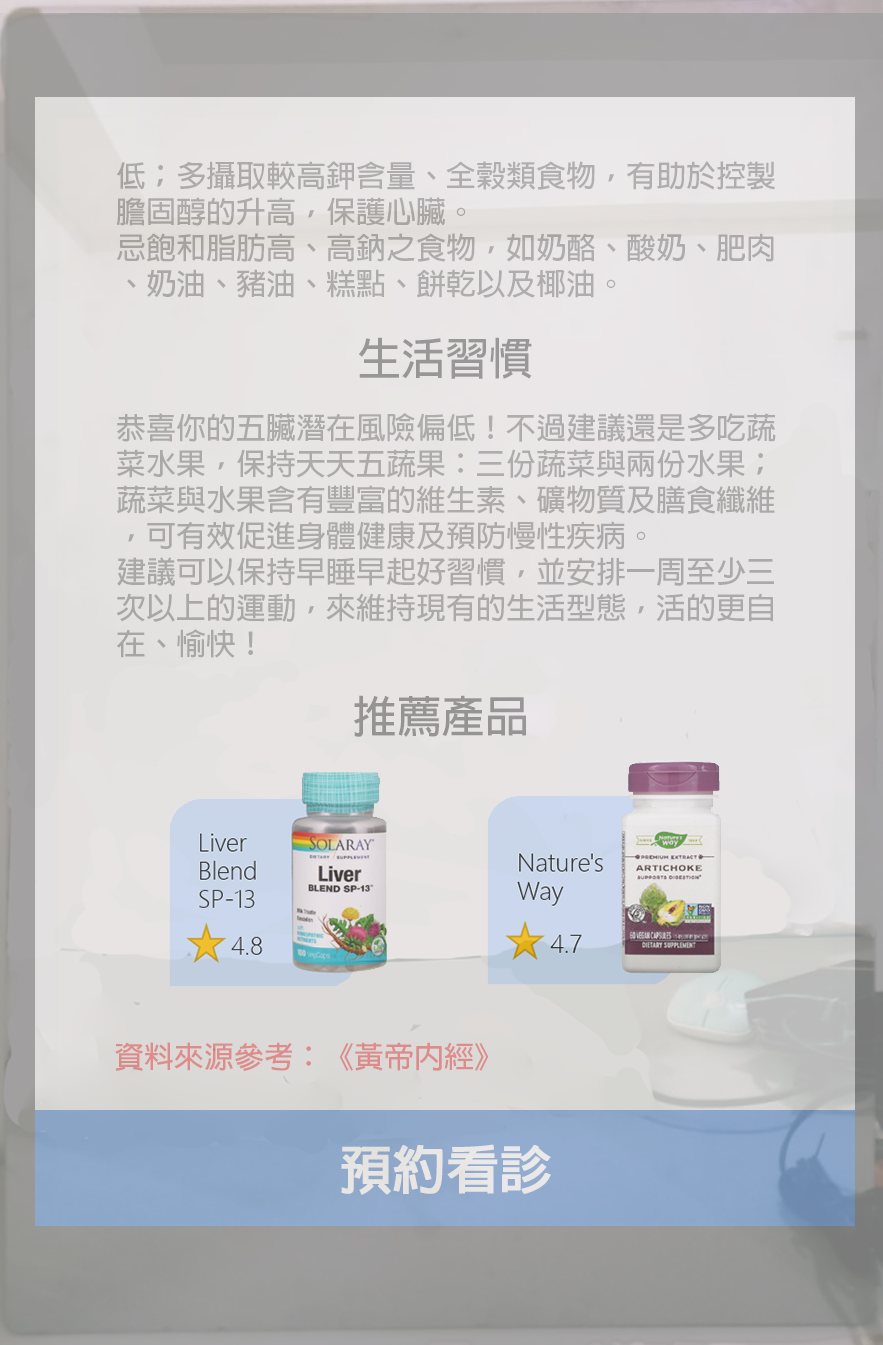 低；多攝取較高鉀含量、全穀類食物，有助於控製
膽固醇的升高，保護心臟。
忌飽和脂肪高、高鈉之食物，如奶酪、酸奶、肥肉
、奶油、豬油、糕點、餅乾以及椰油。
生活習慣
恭喜你的五臟潛在風險偏低！不過建議還是多吃蔬
菜水果，保持天天五蔬果：三份蔬菜與兩份水果；
蔬菜與水果含有豐富的維生素、礦物質及膳食纖維
，可有效促進身體健康及預防慢性疾病。
建議可以保持早睡早起好習慣，並安排一周至少三
次以上的運動，來維持現有的生活型態，活的更自
在、愉快！
推薦產品
Liver
Blend
SP-13
4.8
SOLARAY
DIETARY / SUPPLEMENT
Liver
BLEND SP-13™
100 VegCaps
Nature's
Way
4.7
Nature's
Way
PREMIUM EXTRACT
ARTICHOKE
SUPPORTS DIGESTION*
60 VEGAN CAPSULES
DIETARY SUPPLEMENT
資料來源參考：《黃帝內經》
預約看診